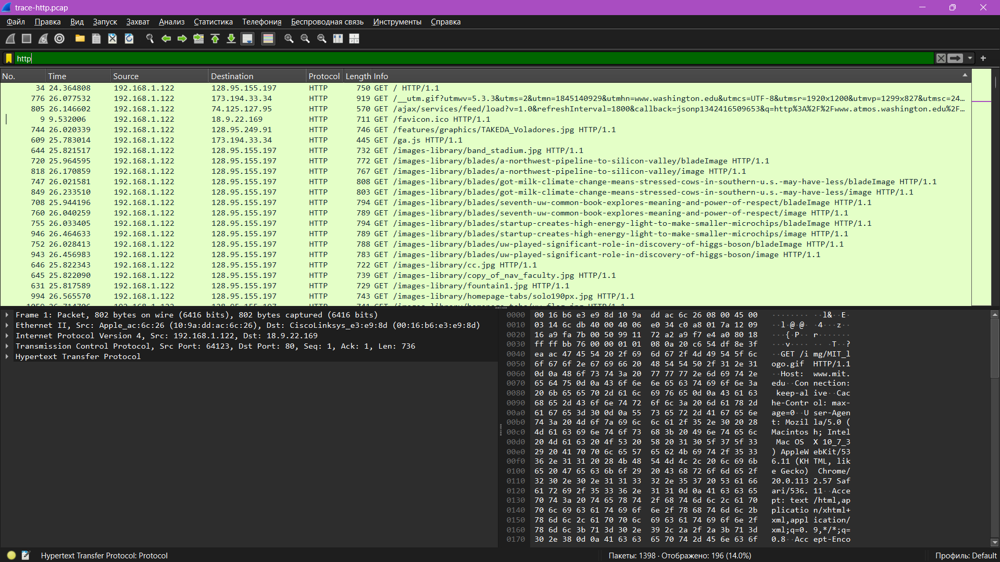 trace-http.pcap
Файл Правка Вид Запуск Захват Анализ Статистика Телефония Беспроводная связь Инструменты Справка
http
No. Time Source Destination Protocol Length Info
34 24.364808 192.168.1.122 128.95.155.197 HTTP 750 GET / HTTP/1.1
776 26.077532 192.168.1.122 173.194.33.34 HTTP 919 GET /__utm.gif?utmwv=5.3.3&utms=2&utmn=1845140929&utmhn=www.washington.edu&utmcs=UTF-8&utmsr=1920x1200&utmvp=1299x827&utmsc=24…
805 26.146602 192.168.1.122 74.125.127.95 HTTP 570 GET /ajax/services/feed/load?v=1.0&refreshInterval=1800&callback=jsonp1342416509653&q=http%3A%2F%2Fwww.atmos.washington.edu%2F…
9 9.532006 192.168.1.122 18.9.22.169 HTTP 711 GET /favicon.ico HTTP/1.1
744 26.020339 192.168.1.122 128.95.249.91 HTTP 746 GET /features/graphics/TAKEDA_Voladores.jpg HTTP/1.1
609 25.783014 192.168.1.122 173.194.33.34 HTTP 445 GET /ga.js HTTP/1.1
644 25.821517 192.168.1.122 128.95.155.197 HTTP 732 GET /images-library/band_stadium.jpg HTTP/1.1
720 25.964595 192.168.1.122 128.95.155.197 HTTP 772 GET /images-library/blades/a-northwest-pipeline-to-silicon-valley/bladeImage HTTP/1.1
818 26.170859 192.168.1.122 128.95.155.197 HTTP 767 GET /images-library/blades/a-northwest-pipeline-to-silicon-valley/image HTTP/1.1
747 26.021581 192.168.1.122 128.95.155.197 HTTP 808 GET /images-library/blades/got-milk-climate-change-means-stressed-cows-in-southern-u.s.-may-have-less/bladeImage HTTP/1.1
849 26.233510 192.168.1.122 128.95.155.197 HTTP 803 GET /images-library/blades/got-milk-climate-change-means-stressed-cows-in-southern-u.s.-may-have-less/image HTTP/1.1
708 25.944196 192.168.1.122 128.95.155.197 HTTP 794 GET /images-library/blades/seventh-uw-common-book-explores-meaning-and-power-of-respect/bladeImage HTTP/1.1
760 26.040259 192.168.1.122 128.95.155.197 HTTP 789 GET /images-library/blades/seventh-uw-common-book-explores-meaning-and-power-of-respect/image HTTP/1.1
755 26.033405 192.168.1.122 128.95.155.197 HTTP 794 GET /images-library/blades/startup-creates-high-energy-light-to-make-smaller-microchips/bladeImage HTTP/1.1
946 26.464633 192.168.1.122 128.95.155.197 HTTP 789 GET /images-library/blades/startup-creates-high-energy-light-to-make-smaller-microchips/image HTTP/1.1
752 26.028413 192.168.1.122 128.95.155.197 HTTP 788 GET /images-library/blades/uw-played-significant-role-in-discovery-of-higgs-boson/bladeImage HTTP/1.1
943 26.456983 192.168.1.122 128.95.155.197 HTTP 783 GET /images-library/blades/uw-played-significant-role-in-discovery-of-higgs-boson/image HTTP/1.1
646 25.822343 192.168.1.122 128.95.155.197 HTTP 722 GET /images-library/cc.jpg HTTP/1.1
645 25.822090 192.168.1.122 128.95.155.197 HTTP 739 GET /images-library/copy_of_nav_faculty.jpg HTTP/1.1
631 25.817589 192.168.1.122 128.95.155.197 HTTP 729 GET /images-library/fountain1.jpg HTTP/1.1
994 26.565570 192.168.1.122 128.95.155.197 HTTP 743 GET /images-library/homepage-tabs/solo190px.jpg HTTP/1.1
Frame 1: Packet, 802 bytes on wire (6416 bits), 802 bytes captured (6416 bits)
Ethernet II, Src: Apple_ac:6c:26 (10:9a:dd:ac:6c:26), Dst: CiscoLinksys_e3:e9:8d (00:16:b6:e3:e9:8d)
Internet Protocol Version 4, Src: 192.168.1.122, Dst: 18.9.22.169
Transmission Control Protocol, Src Port: 64123, Dst Port: 80, Seq: 1, Ack: 1, Len: 736
Hypertext Transfer Protocol
0000 00 16 b6 e3 e9 8d 10 9a dd ac 6c 26 08 00 45 00 ········ ··l&··E·
0010 03 14 6c db 40 00 40 06 e0 34 c0 a8 01 7a 12 09 ··l·@·@· ·4···z··
0020 16 a9 fa 7b 00 50 99 11 72 a2 a9 f7 e4 a0 80 18 ···{·P·· r·······
0030 ff ff bb 76 00 00 01 01 08 0a 20 c6 54 df 8e 3f ···v···· ·· ·T··?
0040 ea ac 47 45 54 20 2f 69 6d 67 2f 4d 49 54 5f 6c ··GET /i mg/MIT_l
0050 6f 67 6f 2e 67 69 66 20 48 54 54 50 2f 31 2e 31 ogo.gif HTTP/1.1
0060 0d 0a 48 6f 73 74 3a 20 77 77 77 2e 6d 69 74 2e ··Host: www.mit.
0070 65 64 75 0d 0a 43 6f 6e 6e 65 63 74 69 6f 6e 3a edu··Con nection:
0080 20 6b 65 65 70 2d 61 6c 69 76 65 0d 0a 43 61 63 keep-al ive··Cac
0090 68 65 2d 43 6f 6e 74 72 6f 6c 3a 20 6d 61 78 2d he-Contr ol: max-
00a0 61 67 65 3d 30 0d 0a 55 73 65 72 2d 41 67 65 6e age=0··U ser-Agen
00b0 74 3a 20 4d 6f 7a 69 6c 6c 61 2f 35 2e 30 20 28 t: Mozil la/5.0 (
00c0 4d 61 63 69 6e 74 6f 73 68 3b 20 49 6e 74 65 6c Macintos h; Intel
00d0 20 4d 61 63 20 4f 53 20 58 20 31 30 5f 37 5f 33 Mac OS X 10_7_3
00e0 29 20 41 70 70 6c 65 57 65 62 4b 69 74 2f 35 33 ) AppleW ebKit/53
00f0 36 2e 31 31 20 28 4b 48 54 4d 4c 2c 20 6c 69 6b 6.11 (KH TML, lik
0100 65 20 47 65 63 6b 6f 29 20 43 68 72 6f 6d 65 2f e Gecko) Chrome/
0110 32 30 2e 30 2e 31 31 33 32 2e 35 37 20 53 61 66 20.0.113 2.57 Saf
0120 61 72 69 2f 35 33 36 2e 31 31 0d 0a 41 63 63 65 ari/536. 11··Acce
0130 70 74 3a 20 74 65 78 74 2f 68 74 6d 6c 2c 61 70 pt: text /html,ap
0140 70 6c 69 63 61 74 69 6f 6e 2f 78 68 74 6d 6c 2b plicatio n/xhtml+
0150 78 6d 6c 2c 61 70 70 6c 69 63 61 74 69 6f 6e 2f xml,appl ication/
0160 78 6d 6c 3b 71 3d 30 2e 39 2c 2a 2f 2a 3b 71 3d xml;q=0. 9,*/*;q=
0170 30 2e 38 0d 0a 41 63 63 65 70 74 2d 45 6e 63 6f 0.8··Acc ept-Enco
Hypertext Transfer Protocol: Protocol
Пакеты: 1398 · Отображено: 196 (14.0%)
Профиль: Default